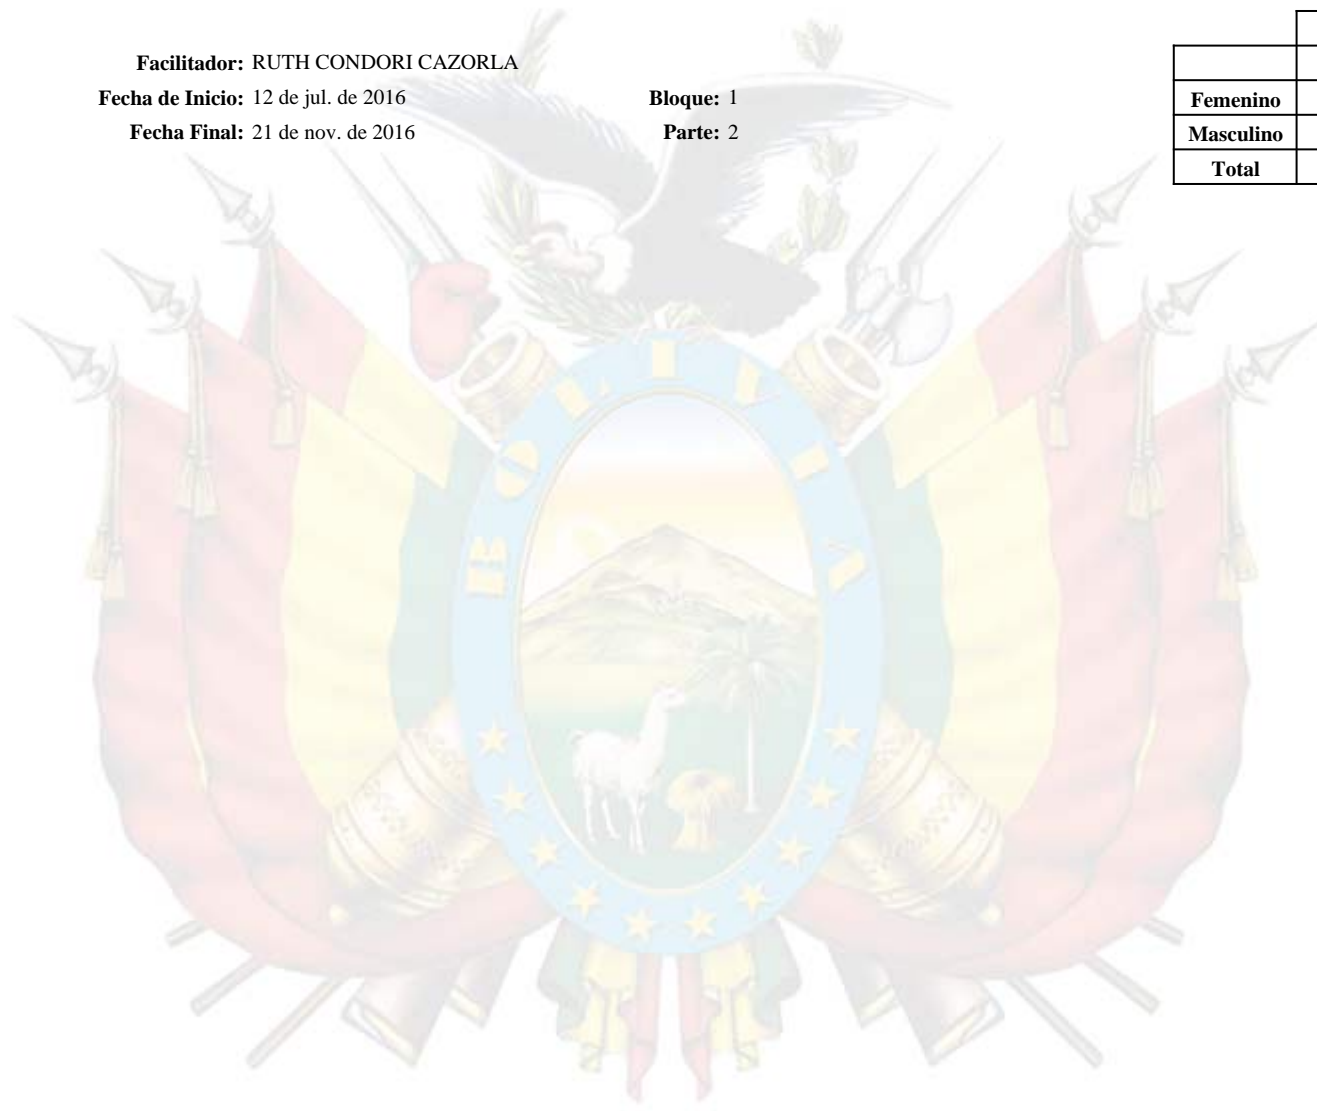 Facilitador: RUTH CONDORI CAZORLA
Fecha de Inicio: 12 de jul. de 2016 Bloque: 1
Fecha Final: 21 de nov. de 2016 Parte: 2
Femenino
Masculino
Total
BOLIVIA